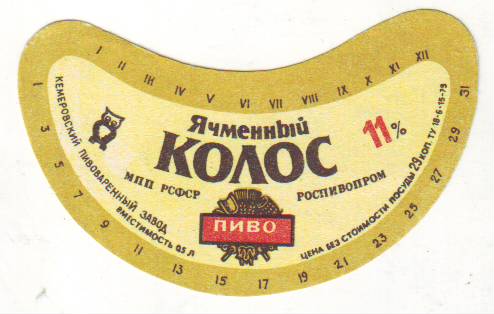 I II III IV V VI VII VIII IX X XI XII
КЕМЕРОВСКИЙ ПИВОВАРЕННЫЙ ЗАВОД
ВМЕСТИМОСТЬ 0,5 Л
Ячменный
КОЛОС
11%
МПП РСФСР
РОСПИВОПРОМ
ПИВО
ЦЕНА БЕЗ СТОИМОСТИ ПОСУДЫ 29 КОП. ТУ 18-6-15-79
1 3 5 7 9 11 13 15 17 19 21 23 25 27 29 31